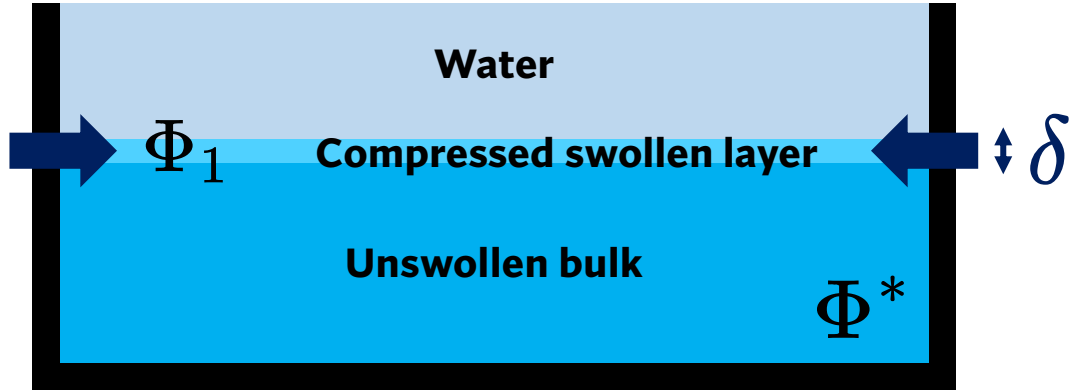 Water
Φ₁ Compressed swollen layer δ
Unswollen bulk
Φ*